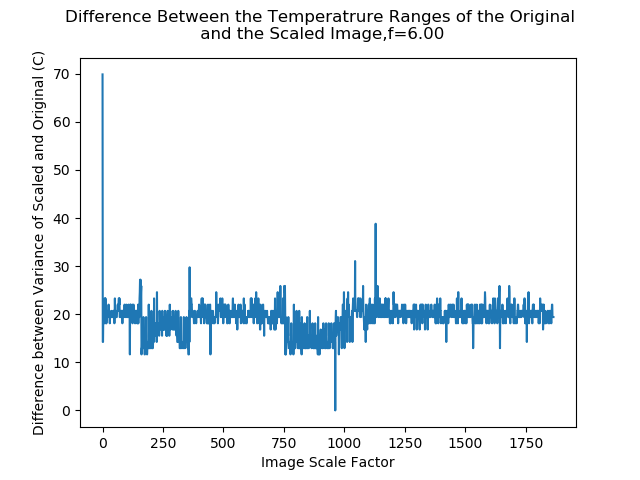 Difference Between the Temperatrure Ranges of the Original
and the Scaled Image,f=6.00
Difference between Variance of Scaled and Original (C)
70
60
50
40
30
20
10
0
0 250 500 750 1000 1250 1500 1750
Image Scale Factor